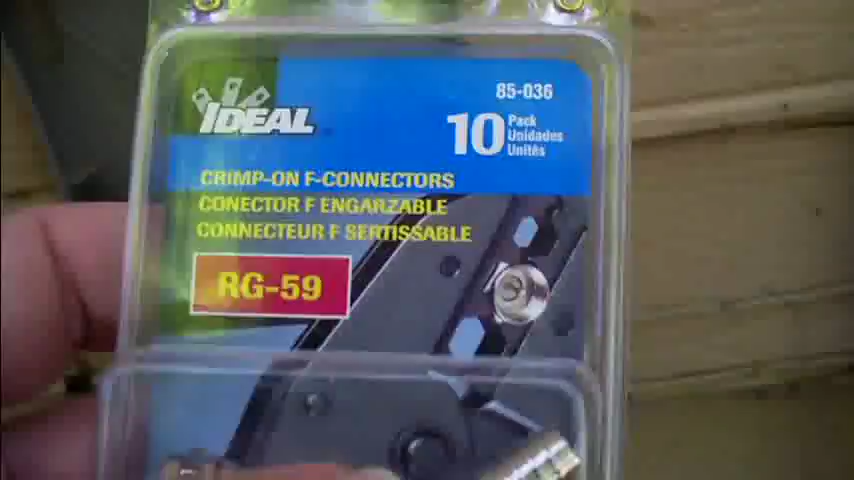 IDEAL
85-036
10 Pack
Unidades
Unités
CRIMP-ON F-CONNECTORS
CONECTOR F ENGARZABLE
CONNECTEUR F SERTISSABLE
RG-59